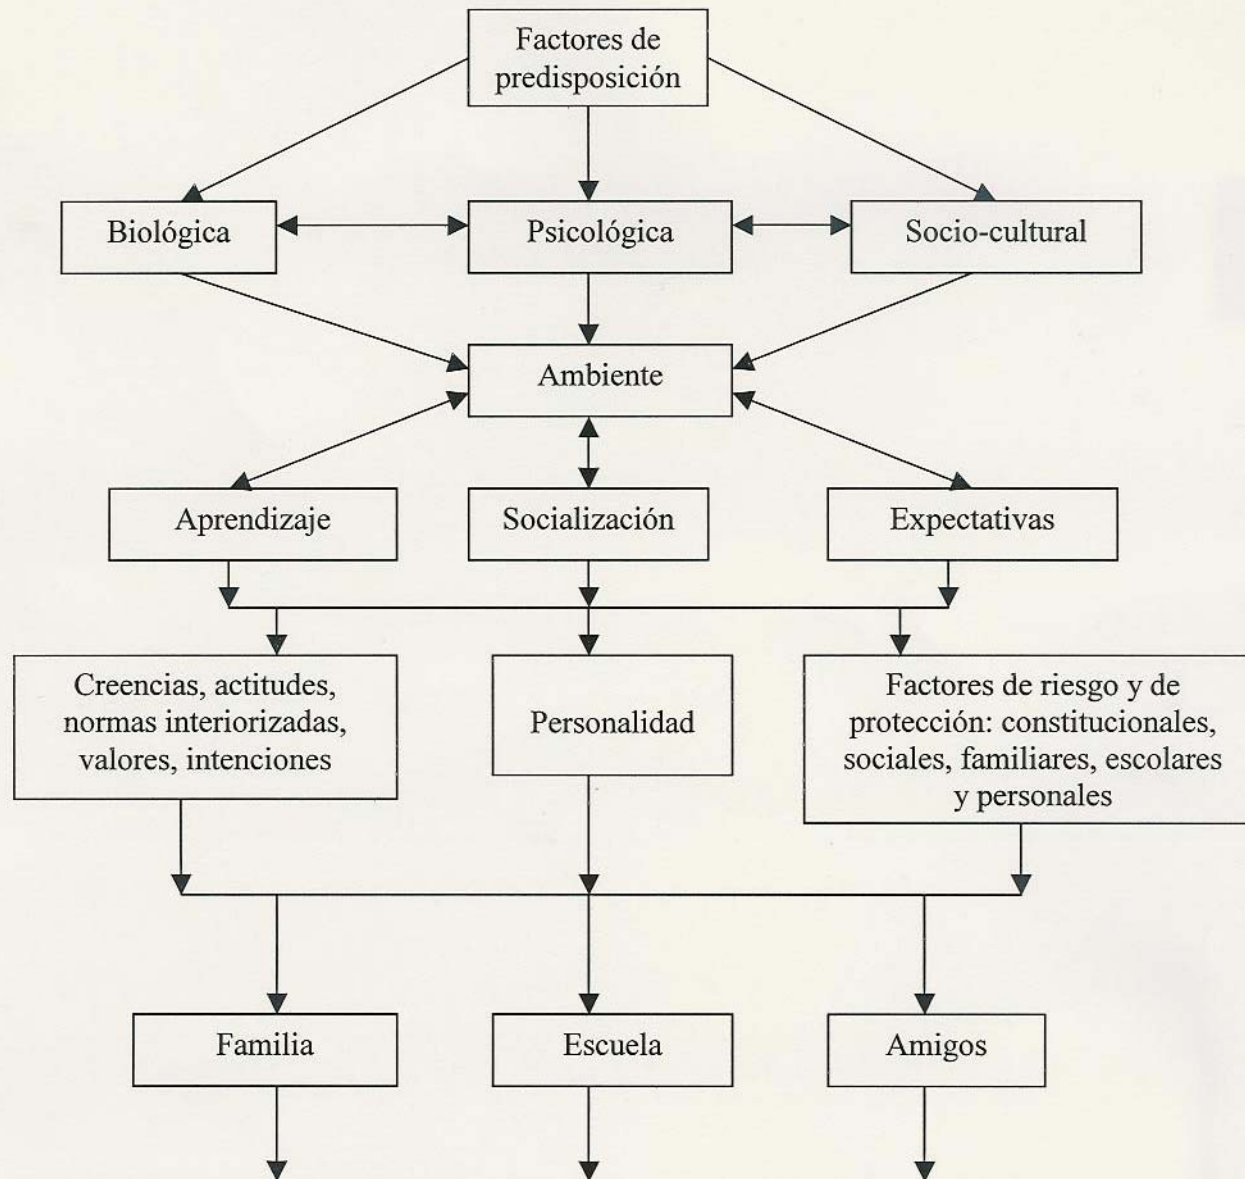 Factores de
predisposición
Biológica
Psicológica
Socio-cultural
Ambiente
Aprendizaje
Socialización
Expectativas
Creencias, actitudes,
normas interiorizadas,
valores, intenciones
Personalidad
Factores de riesgo y de
protección: constitucionales,
sociales, familiares, escolares
y personales
Familia
Escuela
Amigos